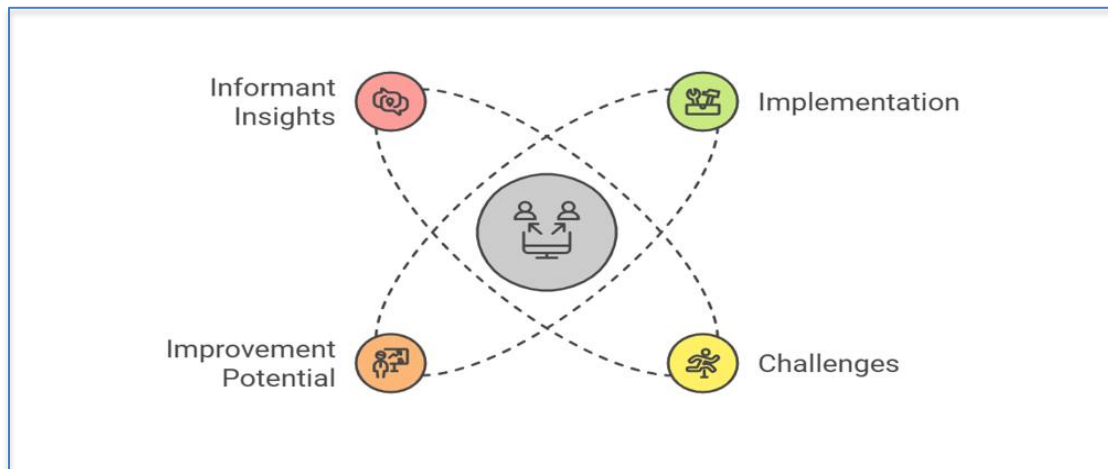 Informant
Insights
Implementation
Improvement
Potential
Challenges